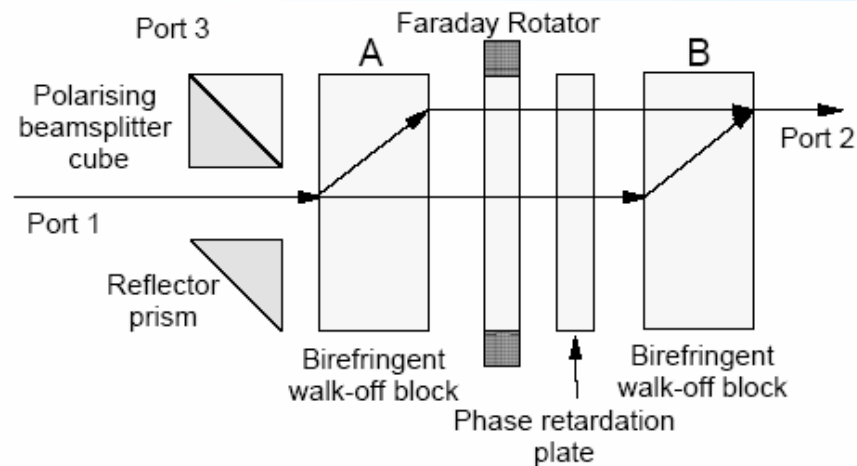 Port 3
Faraday Rotator
A
B
Polarising
beamsplitter
cube
Port 2
Port 1
Reflector
prism
Birefringent
walk-off block
Birefringent
walk-off block
Phase retardation
plate